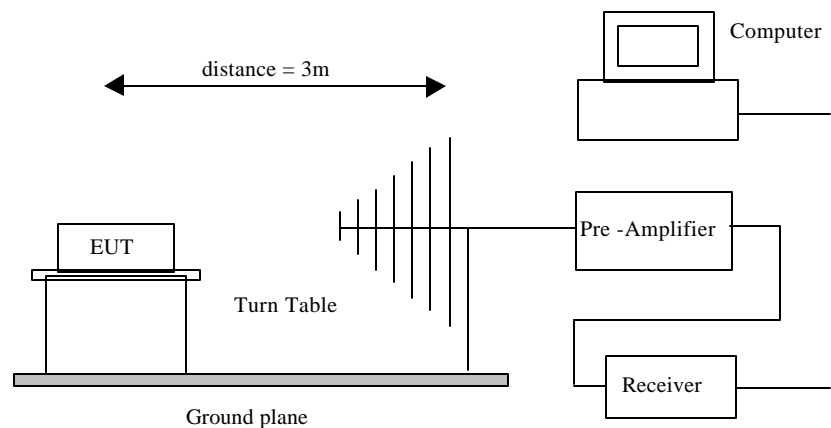 Computer
distance = 3m
Pre -Amplifier
EUT
Turn Table
Receiver
Ground plane